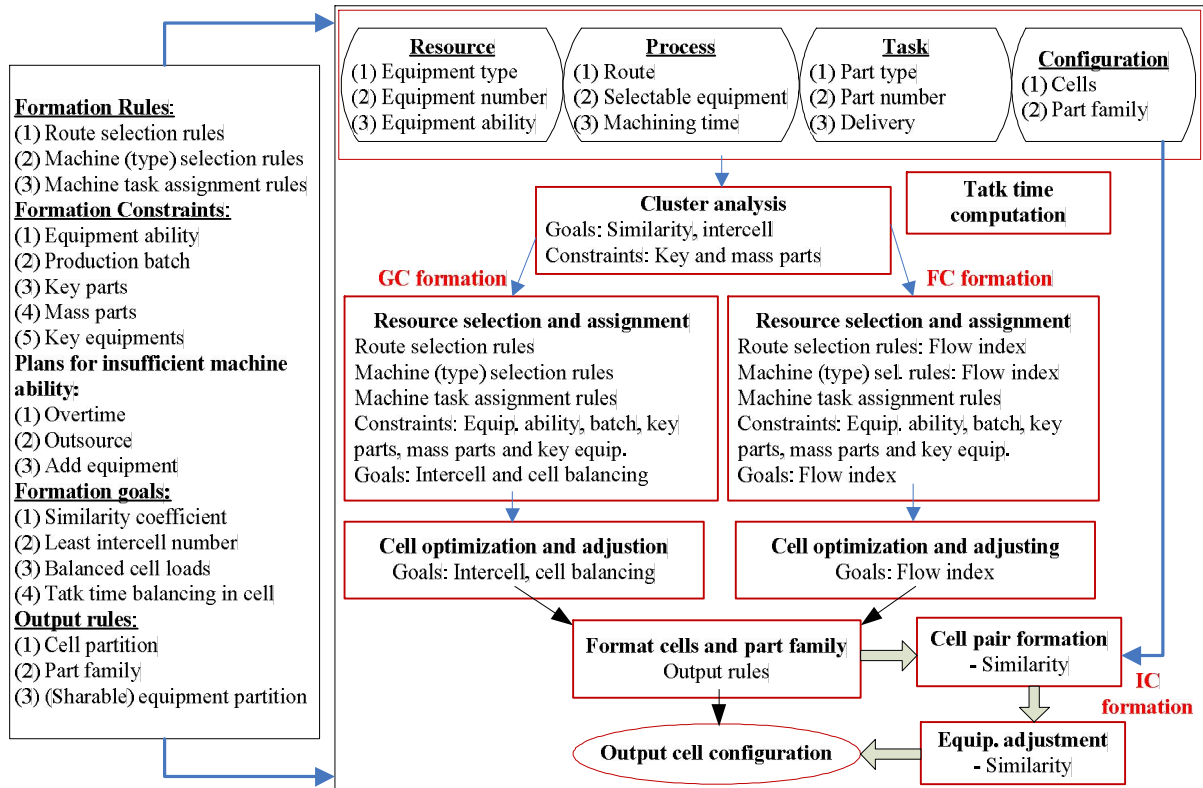 Formation Rules:
(1) Route selection rules
(2) Machine (type) selection rules
(3) Machine task assignment rules
Formation Constraints:
(1) Equipment ability
(2) Production batch
(3) Key parts
(4) Mass parts
(5) Key equipments
Plans for insufficient machine
ability:
(1) Overtime
(2) Outsource
(3) Add equipment
Formation goals:
(1) Similarity coefficient
(2) Least intercell number
(3) Balanced cell loads
(4) Tatk time balancing in cell
Output rules:
(1) Cell partition
(2) Part family
(3) (Sharable) equipment partition
Resource
(1) Equipment type
(2) Equipment number
(3) Equipment ability
Process
(1) Route
(2) Selectable equipment
(3) Machining time
Task
(1) Part type
(2) Part number
(3) Delivery
Configuration
(1) Cells
(2) Part family
Cluster analysis
Goals: Similarity, intercell
Constraints: Key and mass parts
Tatk time
computation
GC formation
FC formation
Resource selection and assignment
Route selection rules
Machine (type) selection rules
Machine task assignment rules
Constraints: Equip. ability, batch, key
parts, mass parts and key equip.
Goals: Intercell and cell balancing
Resource selection and assignment
Route selection rules: Flow index
Machine (type) sel. rules: Flow index
Machine task assignment rules
Constraints: Equip. ability, batch, key
parts, mass parts and key equip.
Goals: Flow index
Cell optimization and adjustion
Goals: Intercell, cell balancing
Cell optimization and adjusting
Goals: Flow index
Format cells and part family
Output rules
Cell pair formation
- Similarity
IC
formation
Output cell configuration
Equip. adjustment
- Similarity